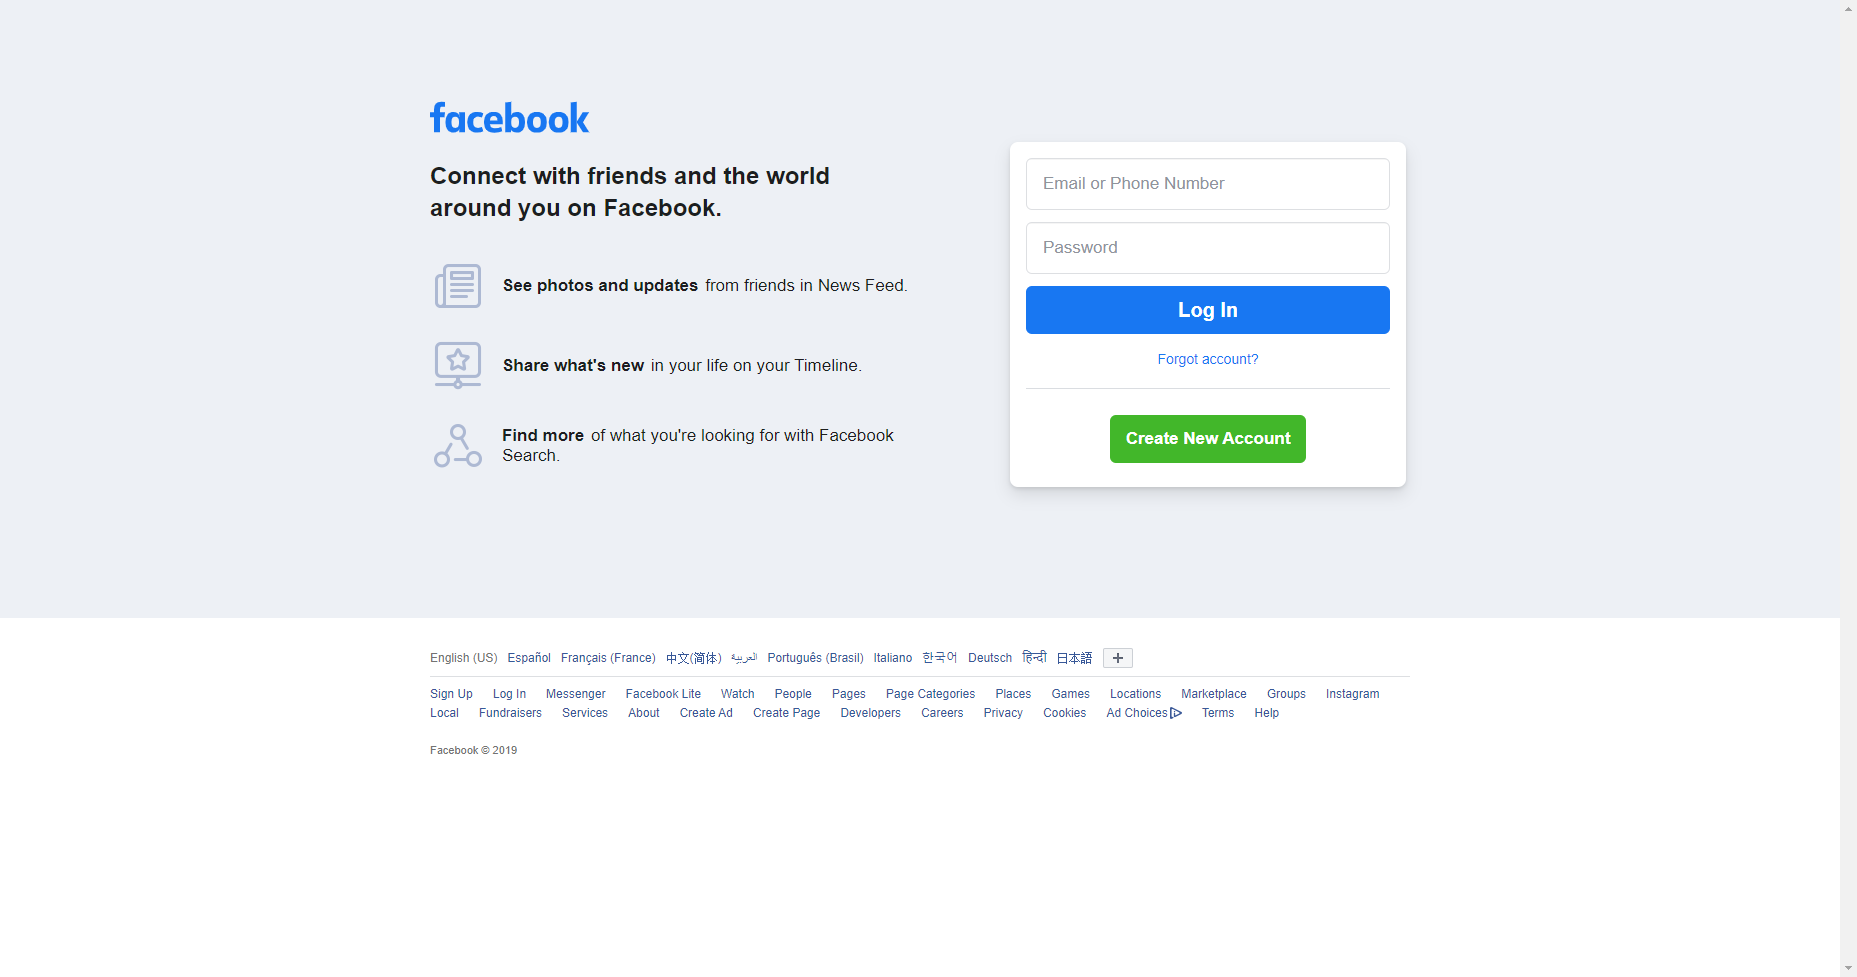 facebook
Connect with friends and the world
around you on Facebook.
See photos and updates from friends in News Feed.
Share what's new in your life on your Timeline.
Find more of what you're looking for with Facebook
Search.
Email or Phone Number
Password
Log In
Forgot account?
Create New Account
English (US) Español Français (France) 中文(简体) العربية Português (Brasil) Italiano 한국어 Deutsch हिन्दी 日本語 +
Sign Up Log In Messenger Facebook Lite Watch People Pages Page Categories Places Games Locations Marketplace Groups Instagram
Local Fundraisers Services About Create Ad Create Page Developers Careers Privacy Cookies Ad Choices Terms Help
Facebook © 2019